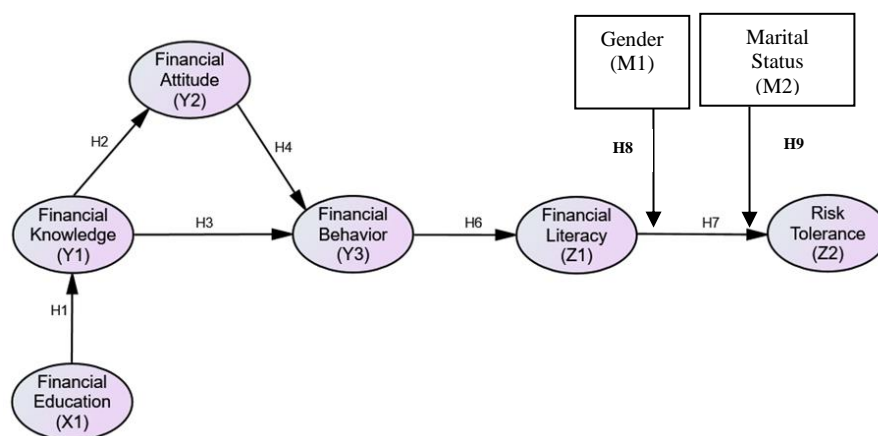 Financial
Attitude
(Y2)
Gender
(M1)
Marital
Status
(M2)
H2
H4
H8
H9
Financial
Knowledge
(Y1)
H3
Financial
Behavior
(Y3)
H6
Financial
Literacy
(Z1)
H7
Risk
Tolerance
(Z2)
H1
Financial
Education
(X1)